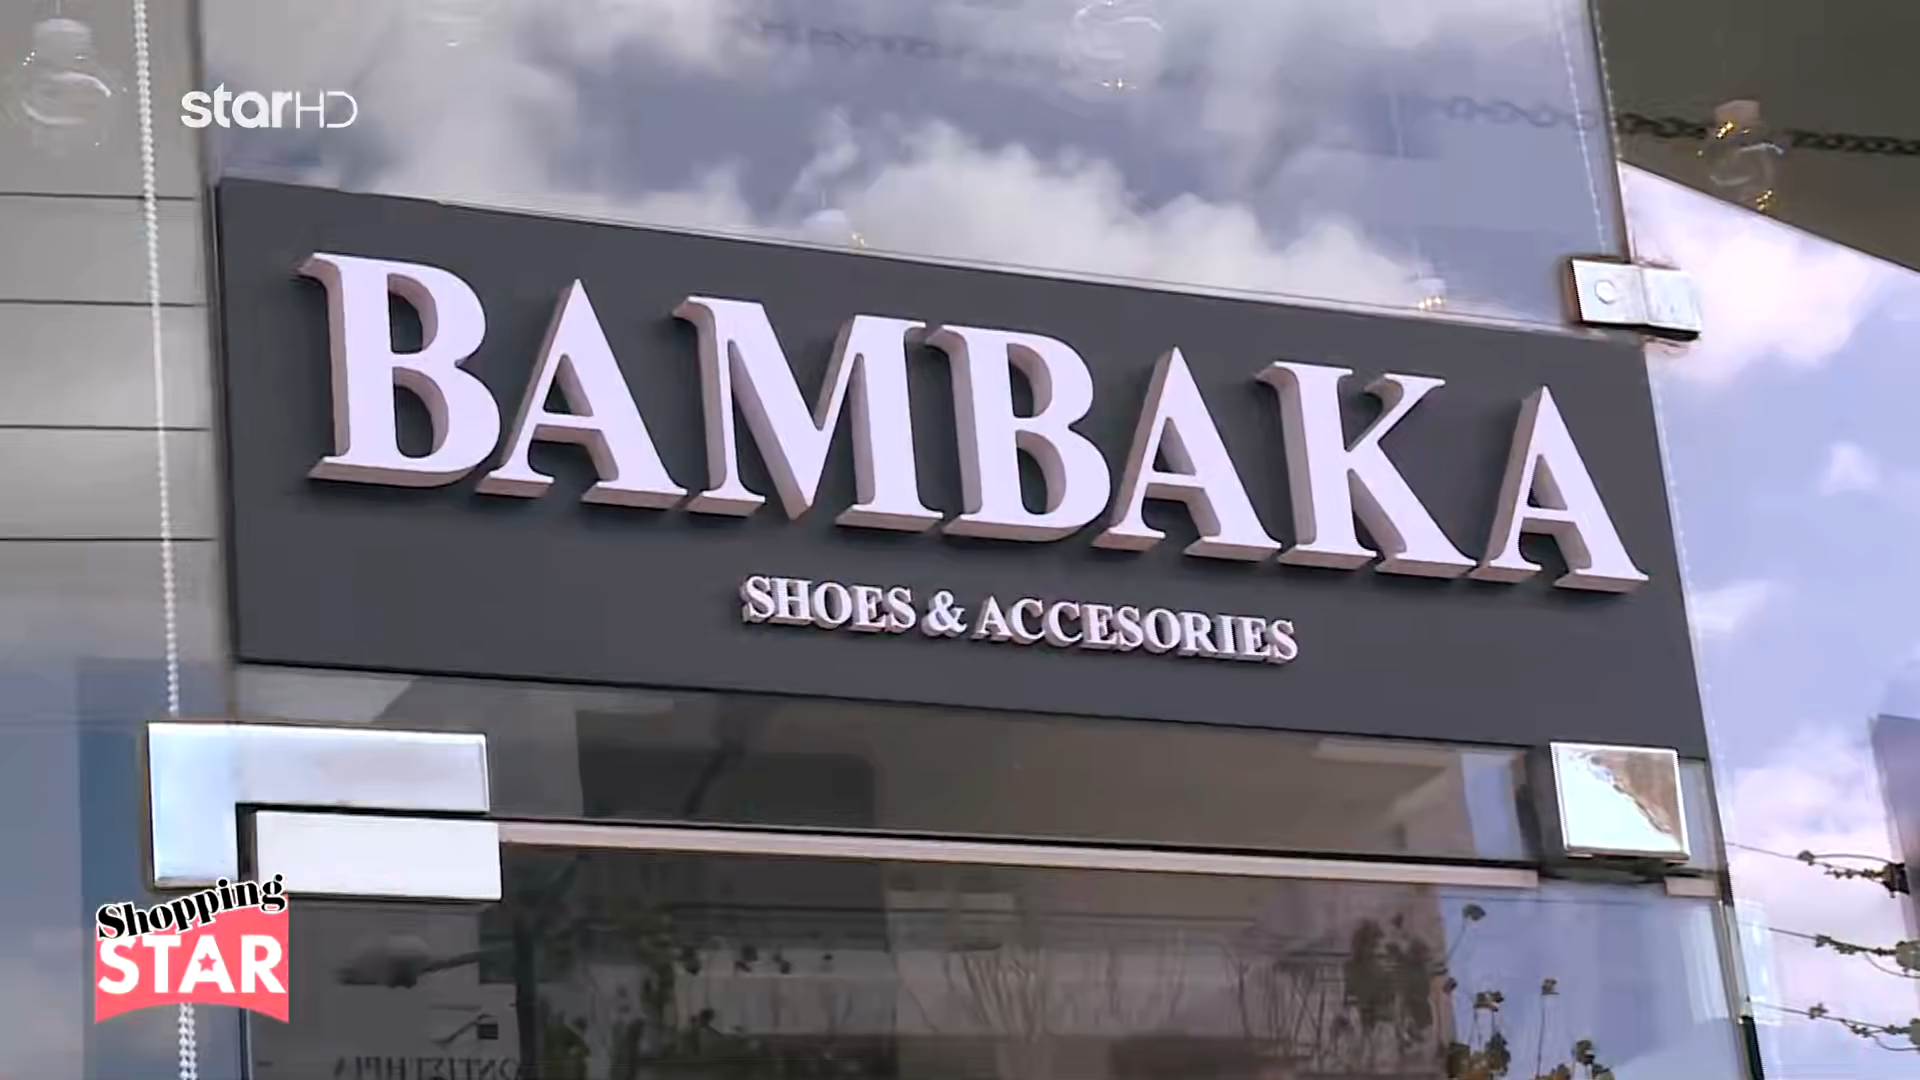 starHD
BAMBAKA
SHOES & ACCESORIES
Shopping
STAR